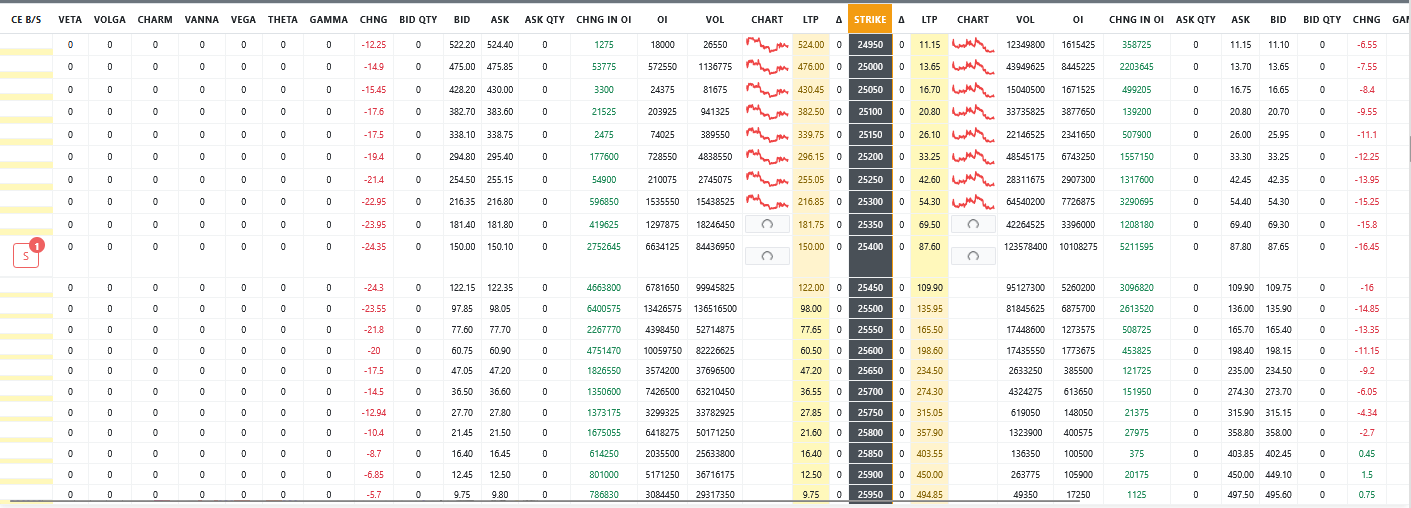 CE B/S VETA VOLGA CHARM VANNA VEGA THETA GAMMA CHNG BID QTY BID ASK ASK QTY CHNG IN OI OI VOL CHART LTP Δ STRIKE Δ LTP CHART VOL OI CHNG IN OI ASK QTY ASK BID BID QTY CHNG
0 0 0 0 0 0 0 -12.25 0 522.20 524.40 0 1275 18000 26550 524.00 0 24950 0 11.15 12349800 1615425 358725 0 11.15 11.10 0 -6.55
0 0 0 0 0 0 0 -14.9 0 475.00 475.85 0 53775 572550 1136775 476.00 0 25000 0 13.65 43949625 8445225 2203645 0 13.70 13.65 0 -7.55
0 0 0 0 0 0 0 -15.45 0 428.20 430.00 0 3300 24375 81675 430.45 0 25050 0 16.70 15040500 1671525 499205 0 16.75 16.65 0 -8.4
0 0 0 0 0 0 0 -17.6 0 382.70 383.60 0 21525 203925 941325 382.50 0 25100 0 20.80 33735825 3877650 139200 0 20.80 20.70 0 -9.55
0 0 0 0 0 0 0 -17.5 0 338.10 338.75 0 2475 74025 389550 339.75 0 25150 0 26.10 22146525 2341650 507900 0 26.00 25.95 0 -11.1
0 0 0 0 0 0 0 -19.4 0 294.80 295.40 0 177600 728550 4838550 296.15 0 25200 0 33.25 48545175 6743250 1557150 0 33.30 33.25 0 -12.25
0 0 0 0 0 0 0 -21.4 0 254.50 255.15 0 54900 210075 2745075 255.05 0 25250 0 42.60 28311675 2907300 1317600 0 42.45 42.35 0 -13.95
0 0 0 0 0 0 0 -22.95 0 216.35 216.80 0 596850 1535550 15438525 216.85 0 25300 0 54.30 64540200 7726875 3290695 0 54.40 54.30 0 -15.25
0 0 0 0 0 0 0 -23.95 0 181.40 181.80 0 419625 1297875 18246450 181.75 0 25350 0 69.50 42264525 3396000 1208180 0 69.40 69.30 0 -15.8
S 1 0 0 0 0 0 0 0 -24.35 0 150.00 150.10 0 2752645 6634125 84436950 150.00 0 25400 0 87.60 123578400 10108275 5211595 0 87.80 87.65 0 -16.45
0 0 0 0 0 0 0 -24.3 0 122.15 122.35 0 4663800 6781650 99945825 122.00 0 25450 0 109.90 95127300 5260200 3096820 0 109.90 109.75 0 -16
0 0 0 0 0 0 0 -23.55 0 97.85 98.05 0 6400575 13426575 136516500 98.00 0 25500 0 135.95 81845625 6875700 2613520 0 136.00 135.90 0 -14.85
0 0 0 0 0 0 0 -21.8 0 77.60 77.70 0 2267770 4398450 52714875 77.65 0 25550 0 165.50 17448600 1273575 508725 0 165.70 165.40 0 -13.35
0 0 0 0 0 0 0 -20 0 60.75 60.90 0 4751470 10059750 82226625 60.50 0 25600 0 198.60 17435550 1773675 453825 0 198.40 198.15 0 -11.15
0 0 0 0 0 0 0 -17.5 0 47.05 47.20 0 1826550 3574200 37696500 47.20 0 25650 0 234.50 2633250 385500 121725 0 235.00 234.50 0 -9.2
0 0 0 0 0 0 0 -14.5 0 36.50 36.60 0 1350600 7426500 63210450 36.55 0 25700 0 274.30 4324275 613650 151950 0 274.30 273.70 0 -6.05
0 0 0 0 0 0 0 -12.94 0 27.70 27.80 0 1373175 3299325 33782925 27.85 0 25750 0 315.05 619050 148050 21375 0 315.90 315.15 0 -4.34
0 0 0 0 0 0 0 -10.4 0 21.45 21.50 0 1675055 6418275 50171250 21.60 0 25800 0 357.90 1323900 400575 27975 0 358.80 358.00 0 -2.7
0 0 0 0 0 0 0 -8.7 0 16.40 16.45 0 614250 2035500 25633800 16.40 0 25850 0 403.55 136350 100500 375 0 403.85 402.45 0 0.45
0 0 0 0 0 0 0 -6.85 0 12.45 12.50 0 801000 5171250 36716175 12.50 0 25900 0 450.00 263775 105900 20175 0 450.00 449.10 0 1.5
0 0 0 0 0 0 0 -5.7 0 9.75 9.80 0 786830 3084450 29317350 9.75 0 25950 0 494.85 49350 17250 1125 0 497.50 495.60 0 0.75